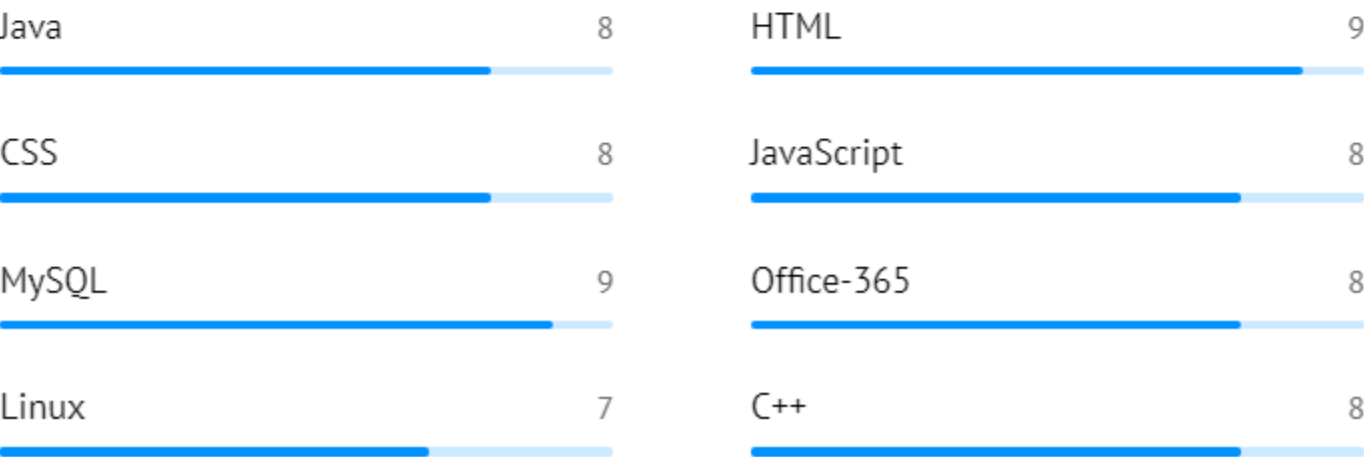 Java 8
HTML 9
CSS 8
JavaScript 8
MySQL 9
Office-365 8
Linux 7
C++ 8